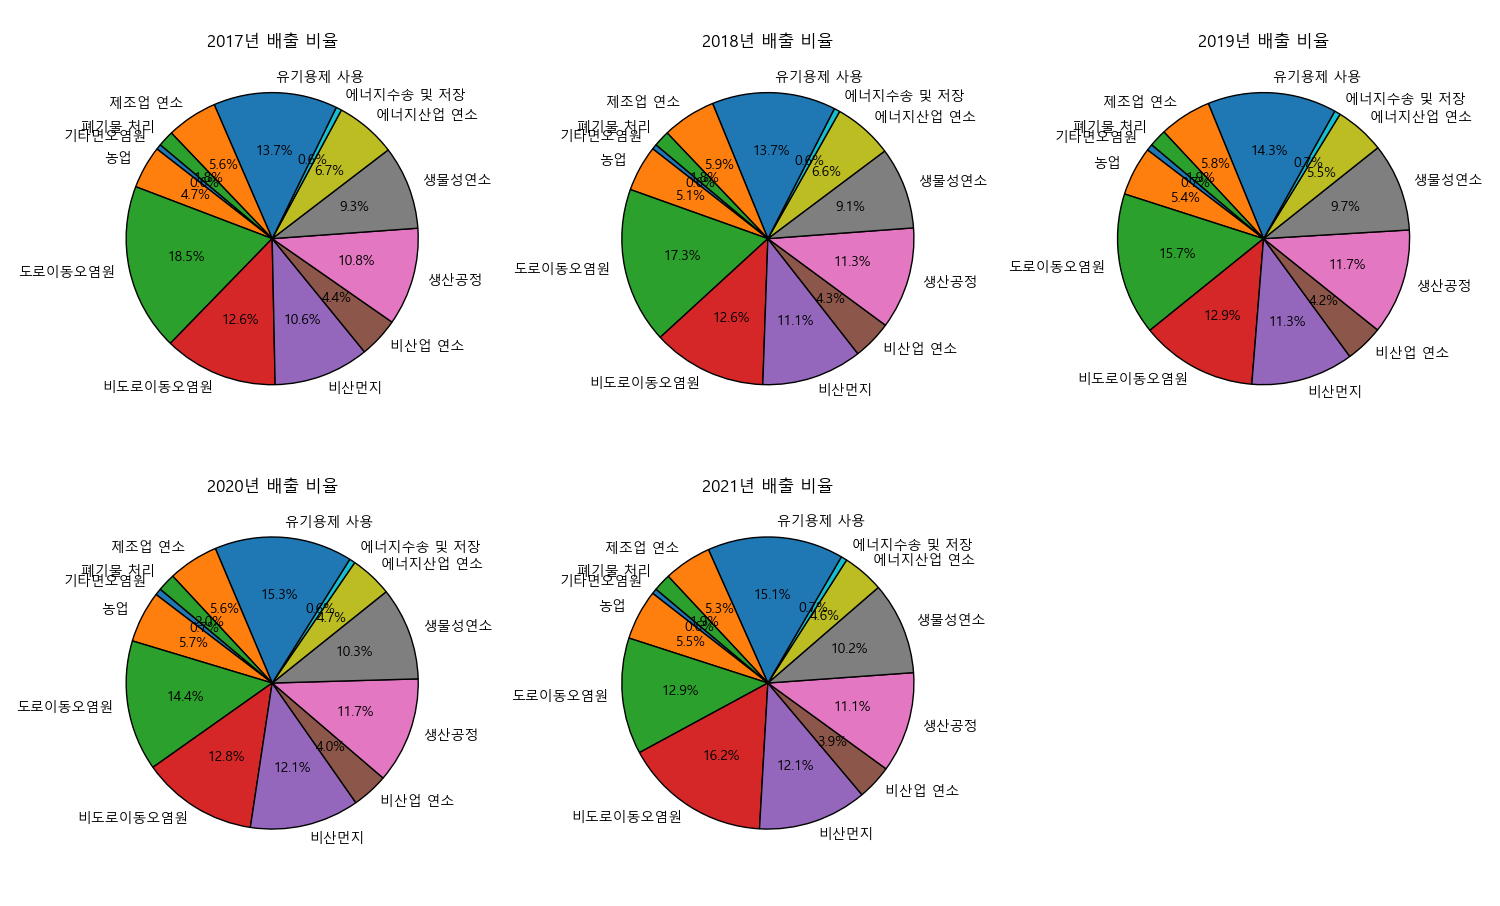 2017년 배출 비율
유기용제 사용
에너지수송 및 저장
에너지산업 연소
제조업 연소
폐기물 처리
기타면오염원
농업
생물성연소
도로이동오염원
생산공정
비산업 연소
비도로이동오염원
비산먼지
13.7%
0.6%
6.7%
5.6%
1.8%
4.7%
9.3%
18.5%
10.8%
4.4%
12.6%
10.6%
2018년 배출 비율
유기용제 사용
에너지수송 및 저장
에너지산업 연소
제조업 연소
폐기물 처리
기타면오염원
농업
생물성연소
도로이동오염원
생산공정
비산업 연소
비도로이동오염원
비산먼지
13.7%
0.6%
6.6%
5.9%
1.8%
5.1%
9.1%
17.3%
11.3%
4.3%
12.6%
11.1%
2019년 배출 비율
유기용제 사용
에너지수송 및 저장
에너지산업 연소
제조업 연소
폐기물 처리
기타면오염원
농업
생물성연소
도로이동오염원
생산공정
비산업 연소
비도로이동오염원
비산먼지
14.3%
0.7%
5.5%
5.8%
1.9%
5.4%
9.7%
15.7%
11.7%
4.2%
12.9%
11.3%
2020년 배출 비율
유기용제 사용
에너지수송 및 저장
에너지산업 연소
제조업 연소
폐기물 처리
기타면오염원
농업
생물성연소
도로이동오염원
생산공정
비산업 연소
비도로이동오염원
비산먼지
15.3%
0.6%
4.7%
5.6%
2.0%
0.7%
5.7%
10.3%
14.4%
11.7%
4.0%
12.8%
12.1%
2021년 배출 비율
유기용제 사용
에너지수송 및 저장
에너지산업 연소
제조업 연소
폐기물 처리
기타면오염원
농업
생물성연소
도로이동오염원
생산공정
비산업 연소
비도로이동오염원
비산먼지
15.1%
0.7%
4.6%
5.3%
1.9%
5.5%
10.2%
12.9%
11.1%
3.9%
16.2%
12.1%